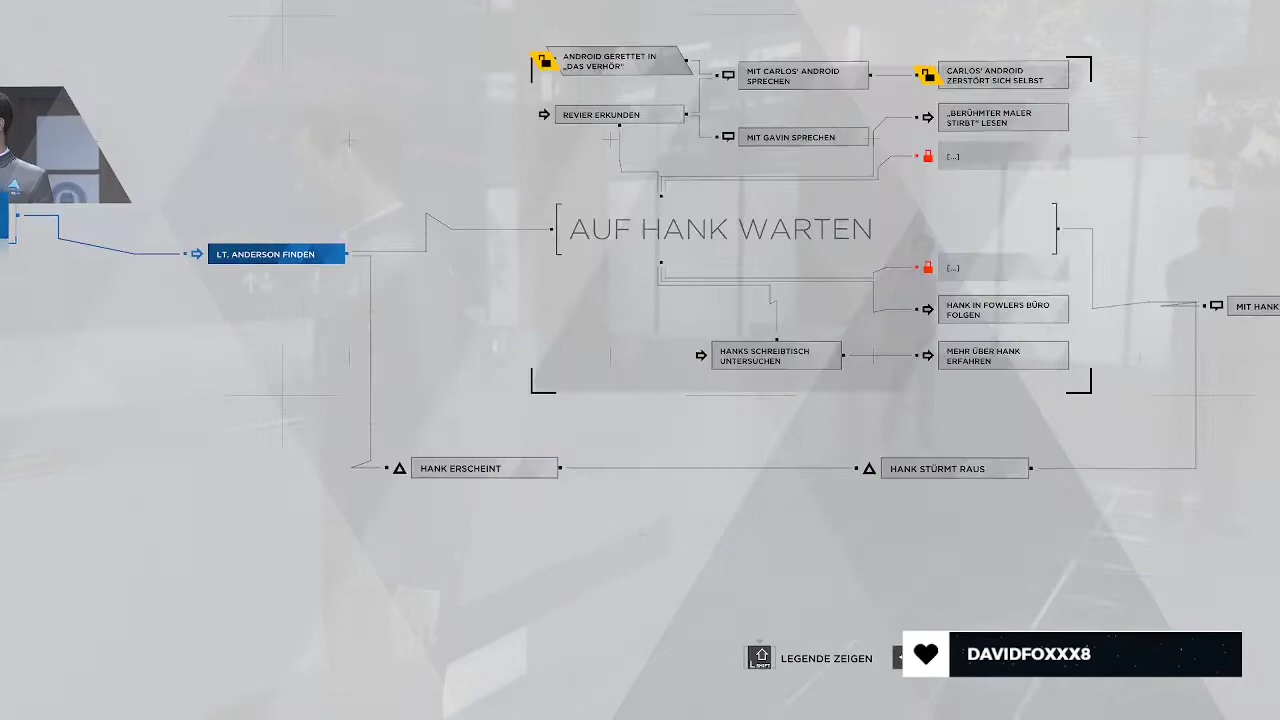 ANDROID GERETTET IN
„DAS VERHÖR"
MIT CARLOS' ANDROID
SPRECHEN
CARLOS' ANDROID
ZERSTÖRT SICH SELBST
REVIER ERKUNDEN
„BERÜHMTER MALER
STIRBT" LESEN
MIT GAVIN SPRECHEN
[...]
AUF HANK WARTEN
LT. ANDERSON FINDEN
[...]
HANK IN FOWLERS BÜRO
FOLGEN
MIT HANK
HANKS SCHREIBTISCH
UNTERSUCHEN
MEHR ÜBER HANK
ERFAHREN
HANK ERSCHEINT
HANK STÜRMT RAUS
L SHIFT
LEGENDE ZEIGEN
DAVIDFOXXX8